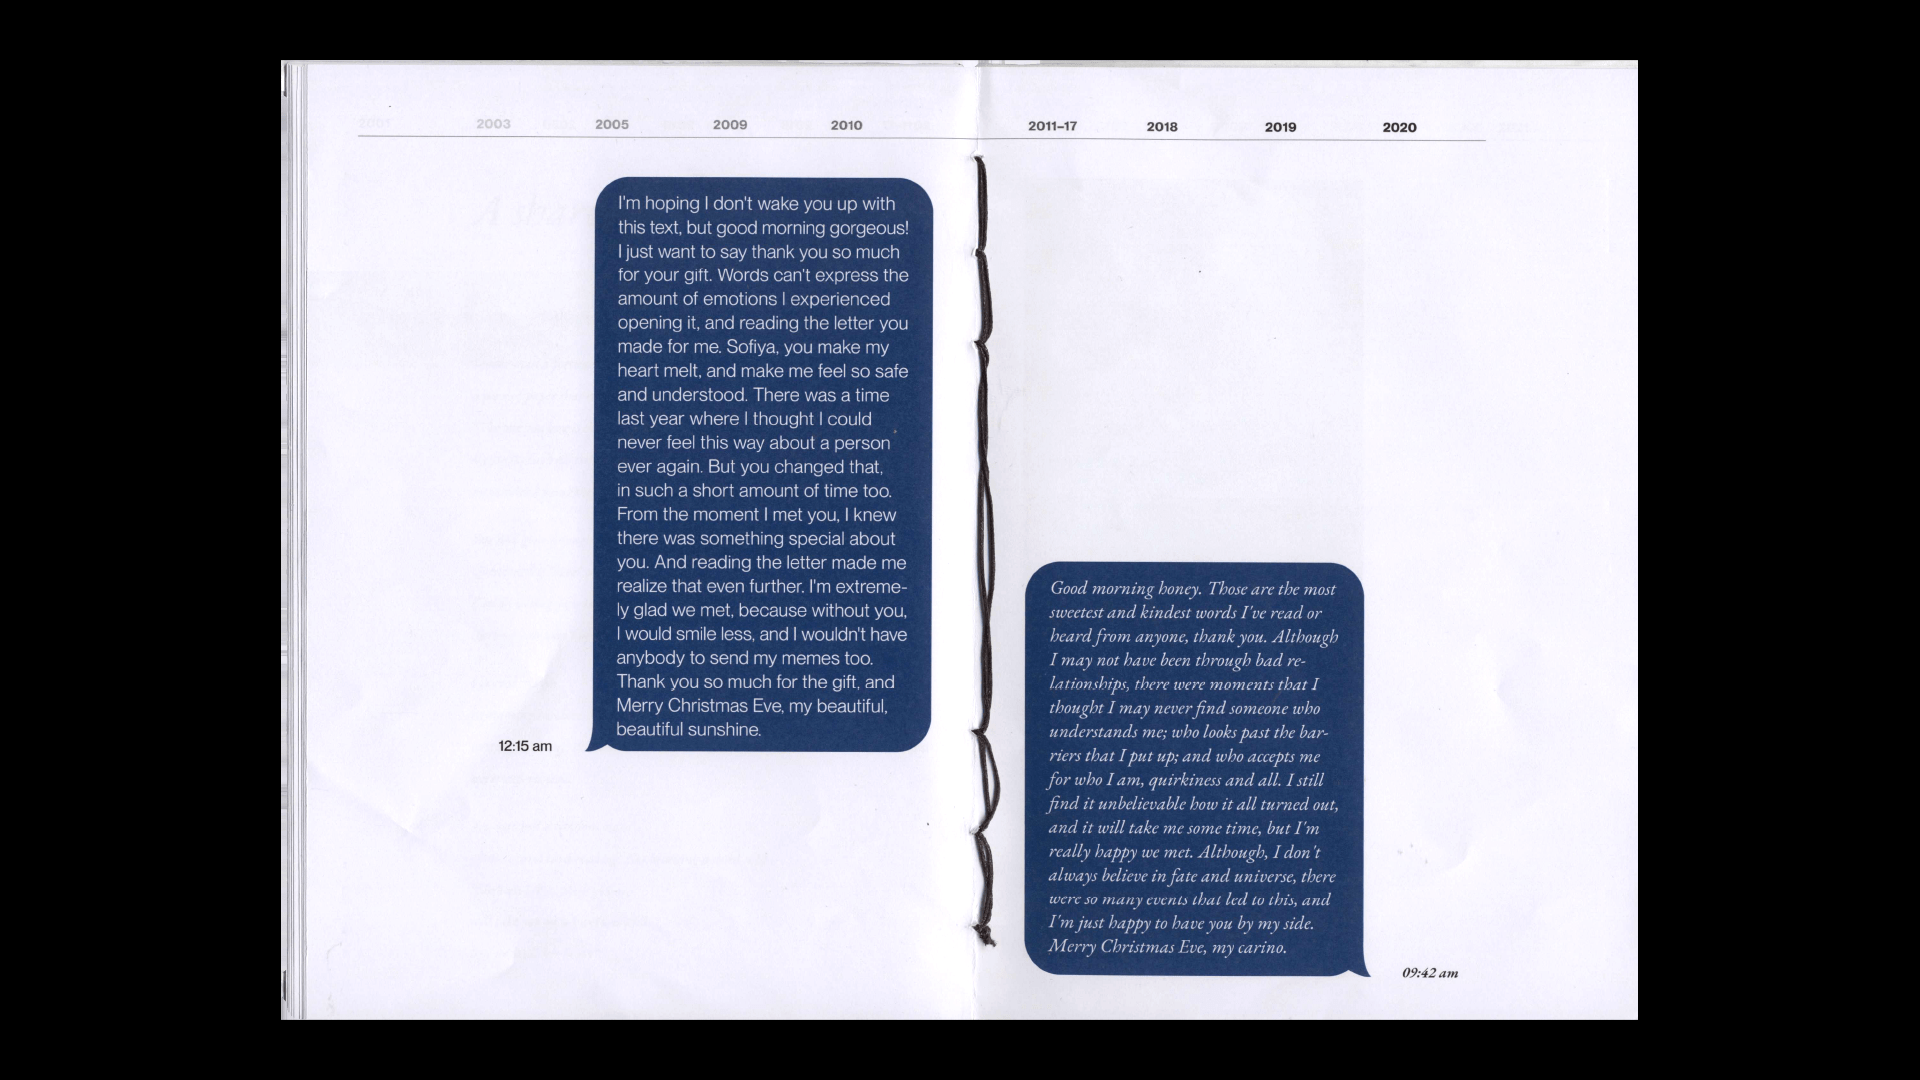 2003 2005 2009 2010 2011–17 2018 2019 2020
I'm hoping I don't wake you up with
this text, but good morning gorgeous!
I just want to say thank you so much
for your gift. Words can't express the
amount of emotions I experienced
opening it, and reading the letter you
made for me. Sofiya, you make my
heart melt, and make me feel so safe
and understood. There was a time
last year where I thought I could
never feel this way about a person
ever again. But you changed that,
in such a short amount of time too.
From the moment I met you, I knew
there was something special about
you. And reading the letter made me
realize that even further. I'm extreme-
ly glad we met, because without you,
I would smile less, and I wouldn't have
anybody to send my memes too.
Thank you so much for the gift, and
Merry Christmas Eve, my beautiful,
beautiful sunshine.
12:15 am
Good morning honey. Those are the most
sweetest and kindest words I've read or
heard from anyone, thank you. Although
I may not have been through bad re-
lationships, there were moments that I
thought I may never find someone who
understands me; who looks past the bar-
riers that I put up; and who accepts me
for who I am, quirkiness and all. I still
find it unbelievable how it all turned out,
and it will take me some time, but I'm
really happy we met. Although, I don't
always believe in fate and universe, there
were so many events that led to this, and
I'm just happy to have you by my side.
Merry Christmas Eve, my carino.
09:42 am